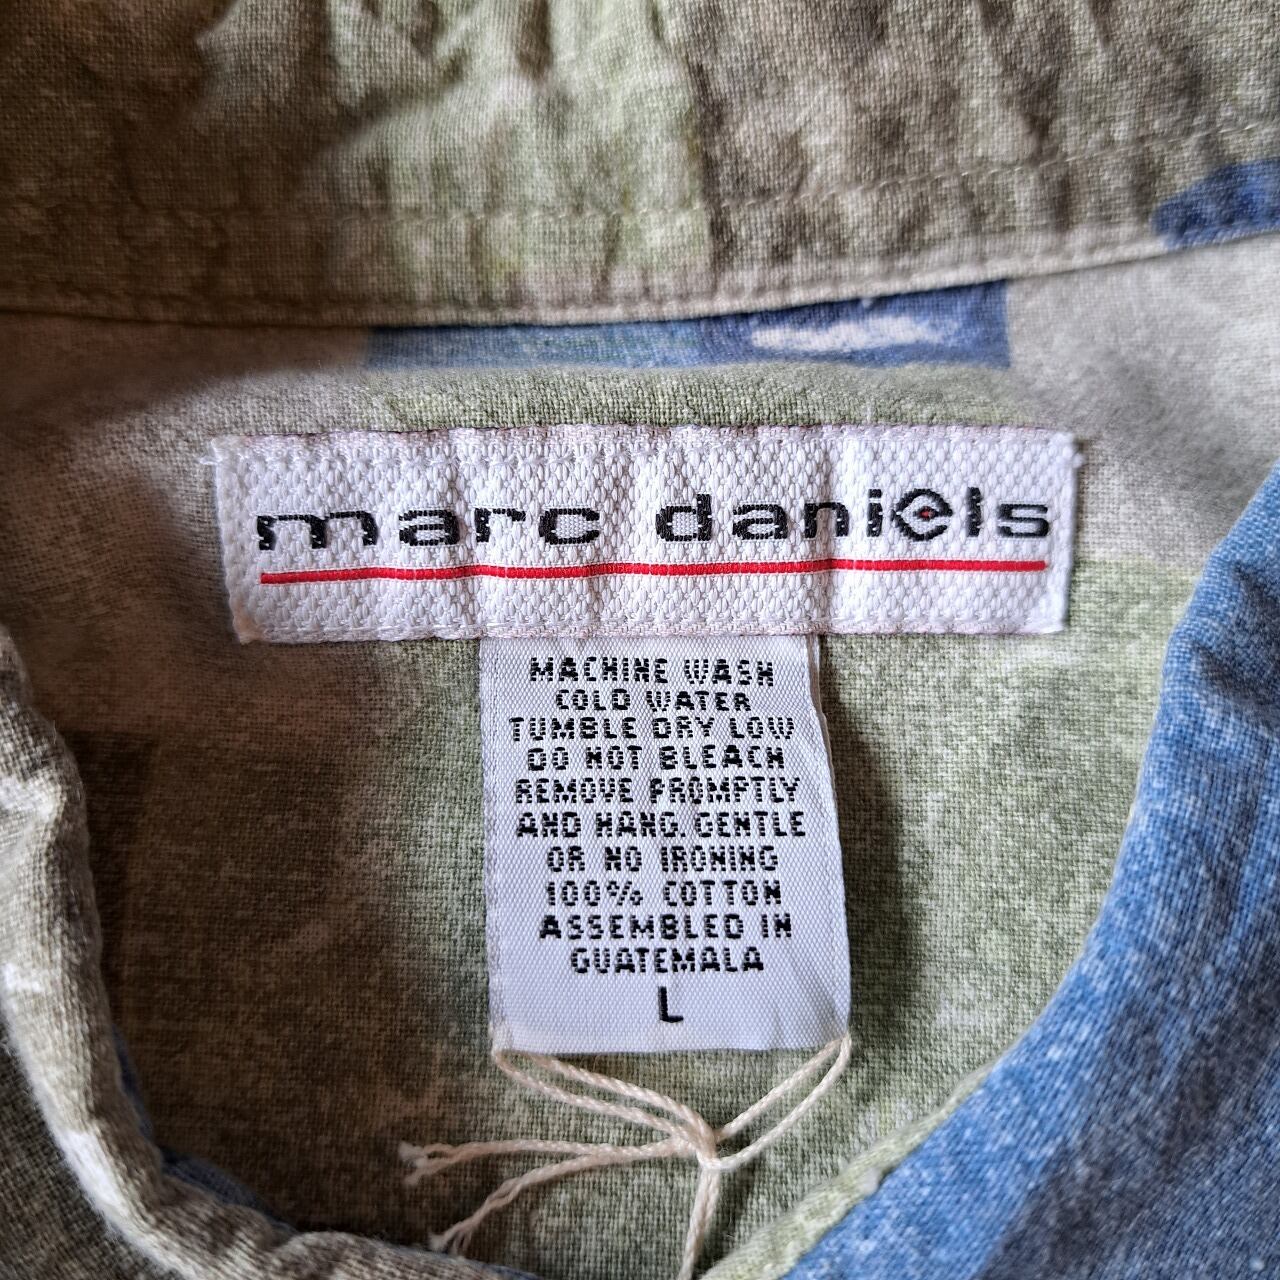 marc daniels
MACHINE WASH
COLD WATER
TUMBLE DRY LOW
DO NOT BLEACH
REMOVE PROMPTLY
AND HANG. GENTLE
OR NO IRONING
100% COTTON
ASSEMBLED IN
GUATEMALA
L